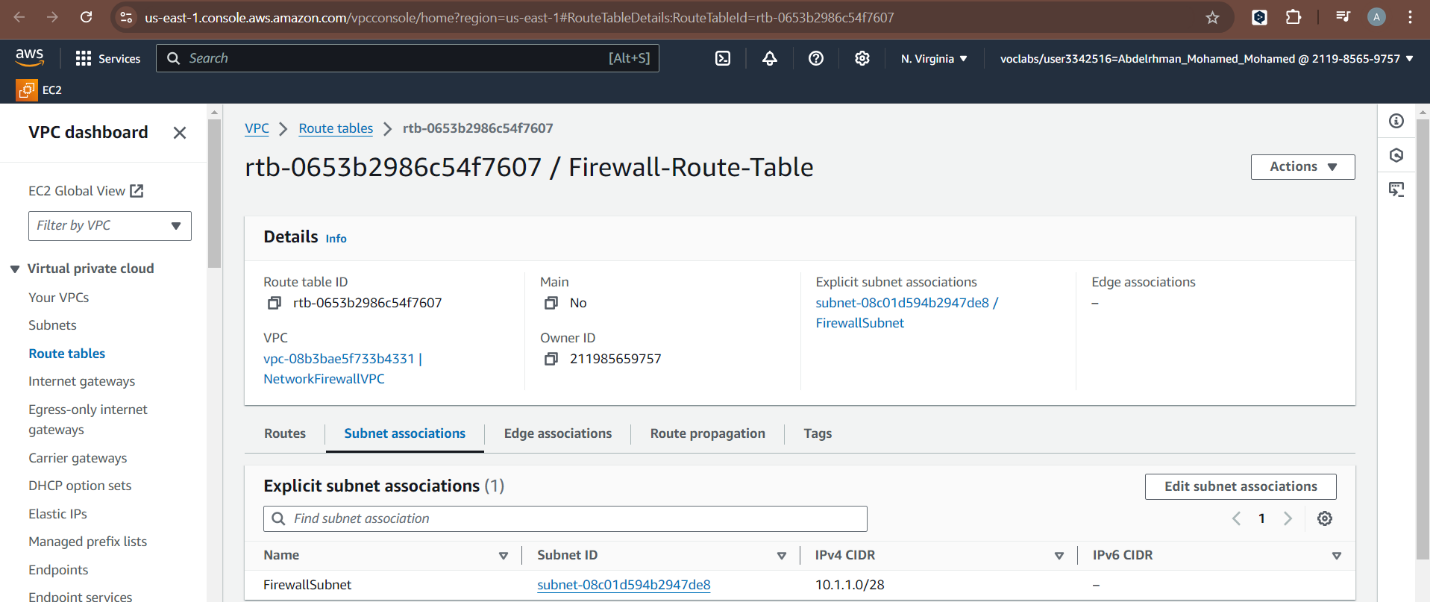 us-east-1.console.aws.amazon.com/vpcconsole/home?region=us-east-1#RouteTableDetails:RouteTableId=rtb-0653b2986c54f7607
A
aws
Services
Search
[Alt+S]
N. Virginia
voclabs/user3342516=Abdelrhman_Mohamed_Mohamed @ 2119-8565-9757
EC2
VPC dashboard
EC2 Global View
Filter by VPC
Virtual private cloud
Your VPCs
Subnets
Route tables
Internet gateways
Egress-only internet
gateways
Carrier gateways
DHCP option sets
Elastic IPs
Managed prefix lists
Endpoints
Endpoint services
VPC
Route tables
rtb-0653b2986c54f7607
rtb-0653b2986c54f7607 / Firewall-Route-Table
Actions
Details Info
Route table ID
rtb-0653b2986c54f7607
Main
No
Explicit subnet associations
subnet-08c01d594b2947de8 /
FirewallSubnet
Edge associations
–
VPC
vpc-08b3bae5f733b4331 |
NetworkFirewallVPC
Owner ID
211985659757
Routes
Subnet associations
Edge associations
Route propagation
Tags
Explicit subnet associations (1)
Edit subnet associations
Find subnet association
1
Name
Subnet ID
IPv4 CIDR
IPv6 CIDR
FirewallSubnet
subnet-08c01d594b2947de8
10.1.1.0/28
–